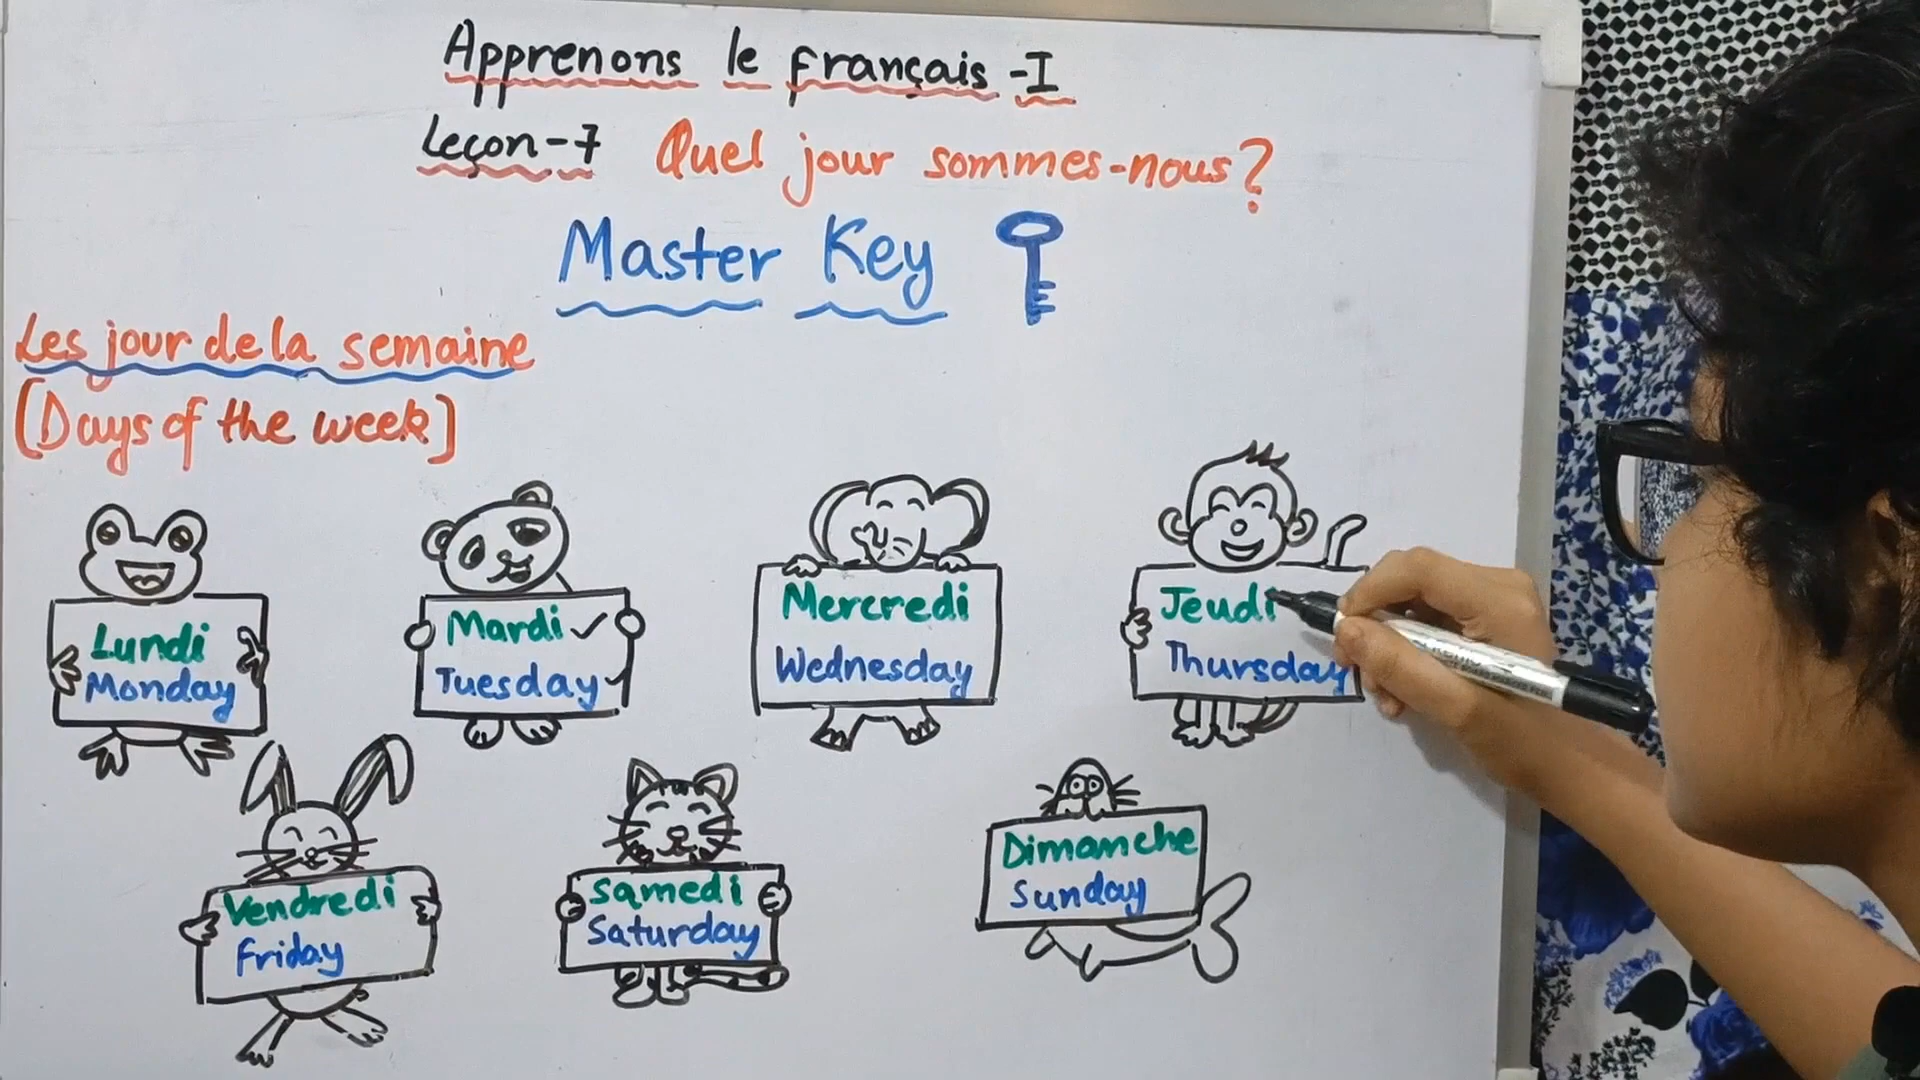 Apprenons le français -I
Leçon-7 Quel jour sommes-nous?
Master Key
Les jour de la semaine
[Days of the week]
Lundi
Monday
Mardi ✓
Tuesday ✓
Mercredi
Wednesday
Jeudi
Thursday
Vendredi
Friday
Samedi
Saturday
Dimanche
Sunday